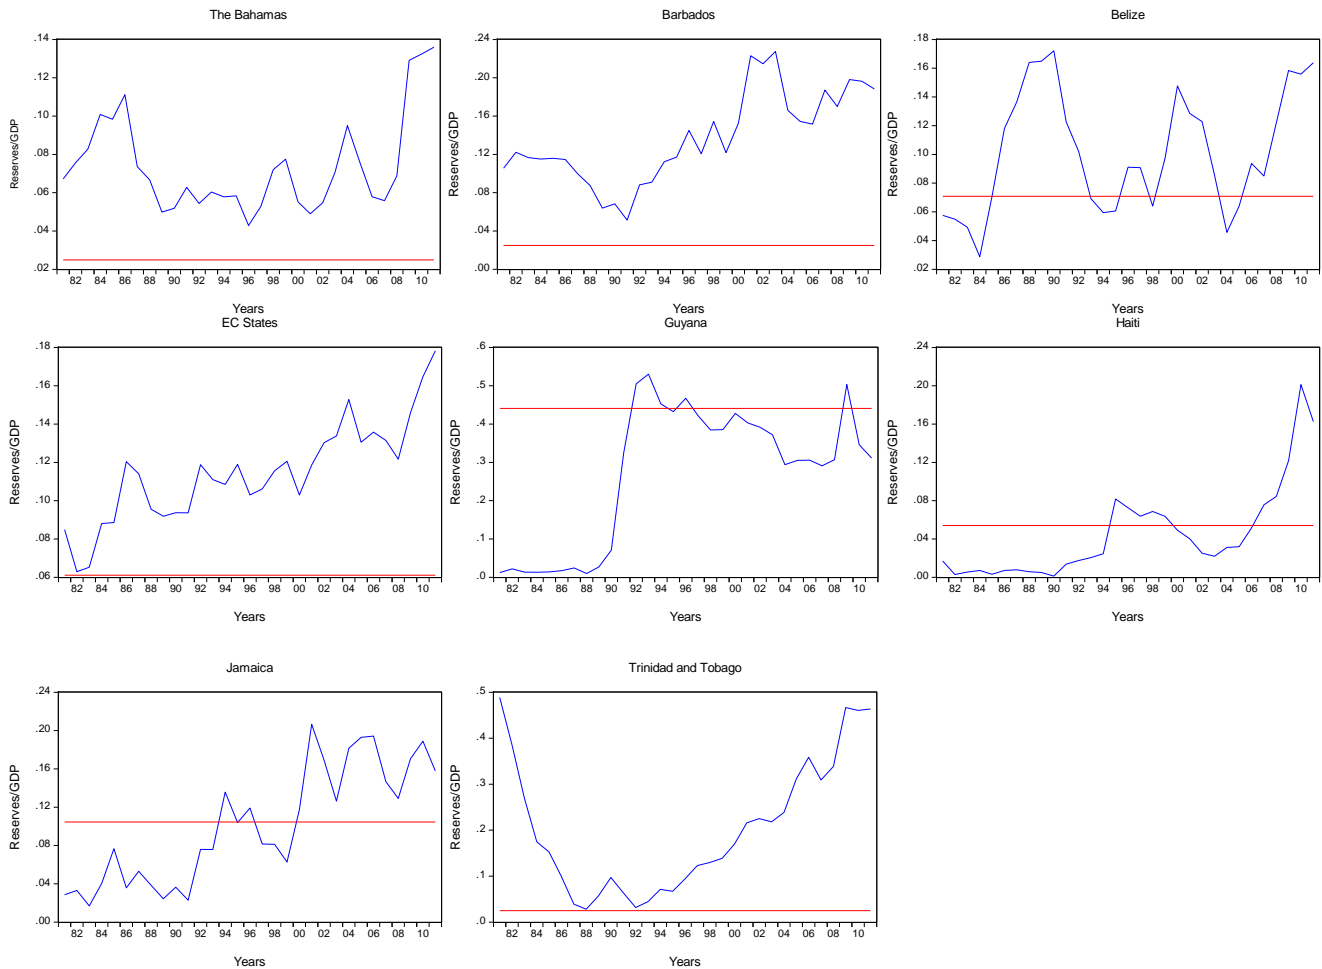 The Bahamas
Reserves/GDP
.14
.12
.10
.08
.06
.04
.02
82 84 86 88 90 92 94 96 98 00 02 04 06 08 10
Years
Barbados
Reserves/GDP
.24
.20
.16
.12
.08
.04
.00
82 84 86 88 90 92 94 96 98 00 02 04 06 08 10
Years
Belize
Reserves/GDP
.18
.16
.14
.12
.10
.08
.06
.04
.02
82 84 86 88 90 92 94 96 98 00 02 04 06 08 10
Years
EC States
Reserves/GDP
.18
.16
.14
.12
.10
.08
.06
82 84 86 88 90 92 94 96 98 00 02 04 06 08 10
Years
Guyana
Reserves/GDP
.6
.5
.4
.3
.2
.1
.0
82 84 86 88 90 92 94 96 98 00 02 04 06 08 10
Years
Haiti
Reserves/GDP
.24
.20
.16
.12
.08
.04
.00
82 84 86 88 90 92 94 96 98 00 02 04 06 08 10
Years
Jamaica
Reserves/GDP
.24
.20
.16
.12
.08
.04
.00
82 84 86 88 90 92 94 96 98 00 02 04 06 08 10
Years
Trinidad and Tobago
Reserves/GDP
.5
.4
.3
.2
.1
.0
82 84 86 88 90 92 94 96 98 00 02 04 06 08 10
Years